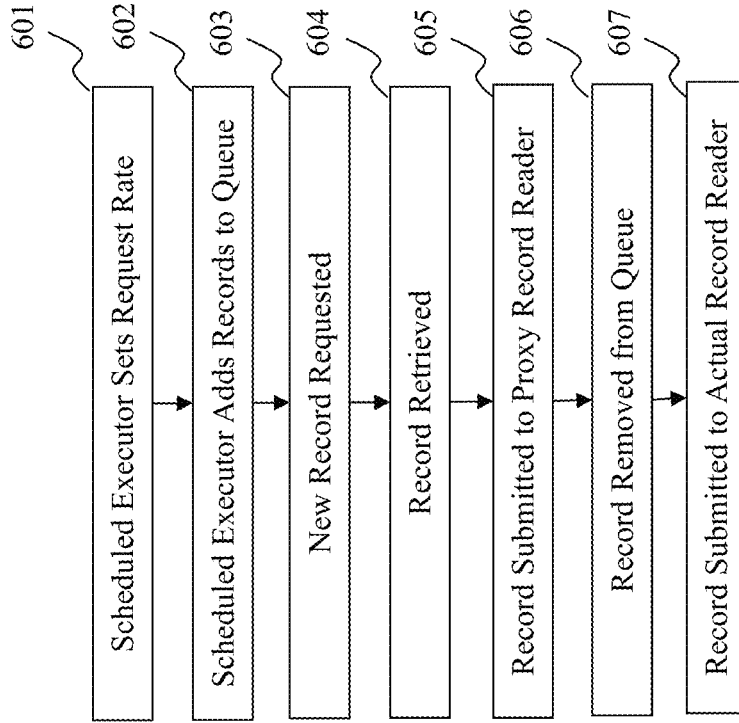 601
Scheduled Executor Sets Request Rate
602
Scheduled Executor Adds Records to Queue
603
New Record Requested
604
Record Retrieved
605
Record Submitted to Proxy Record Reader
606
Record Removed from Queue
607
Record Submitted to Actual Record Reader